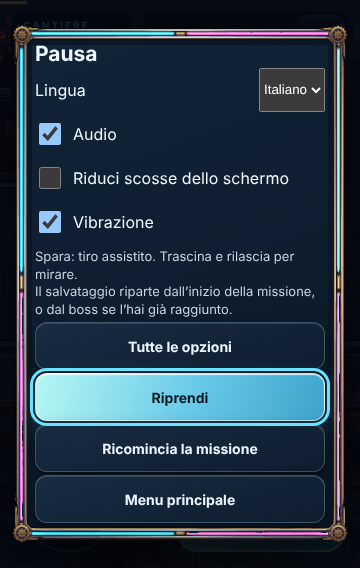 CANTIERE
Pausa
Lingua
Italiano
Audio
Riduci scosse dello schermo
Vibrazione
Spara: tiro assistito. Trascina e rilascia per
mirare.
Il salvataggio riparte dall’inizio della missione,
o dal boss se l’hai già raggiunto.
Tutte le opzioni
Riprendi
Ricomincia la missione
Menu principale